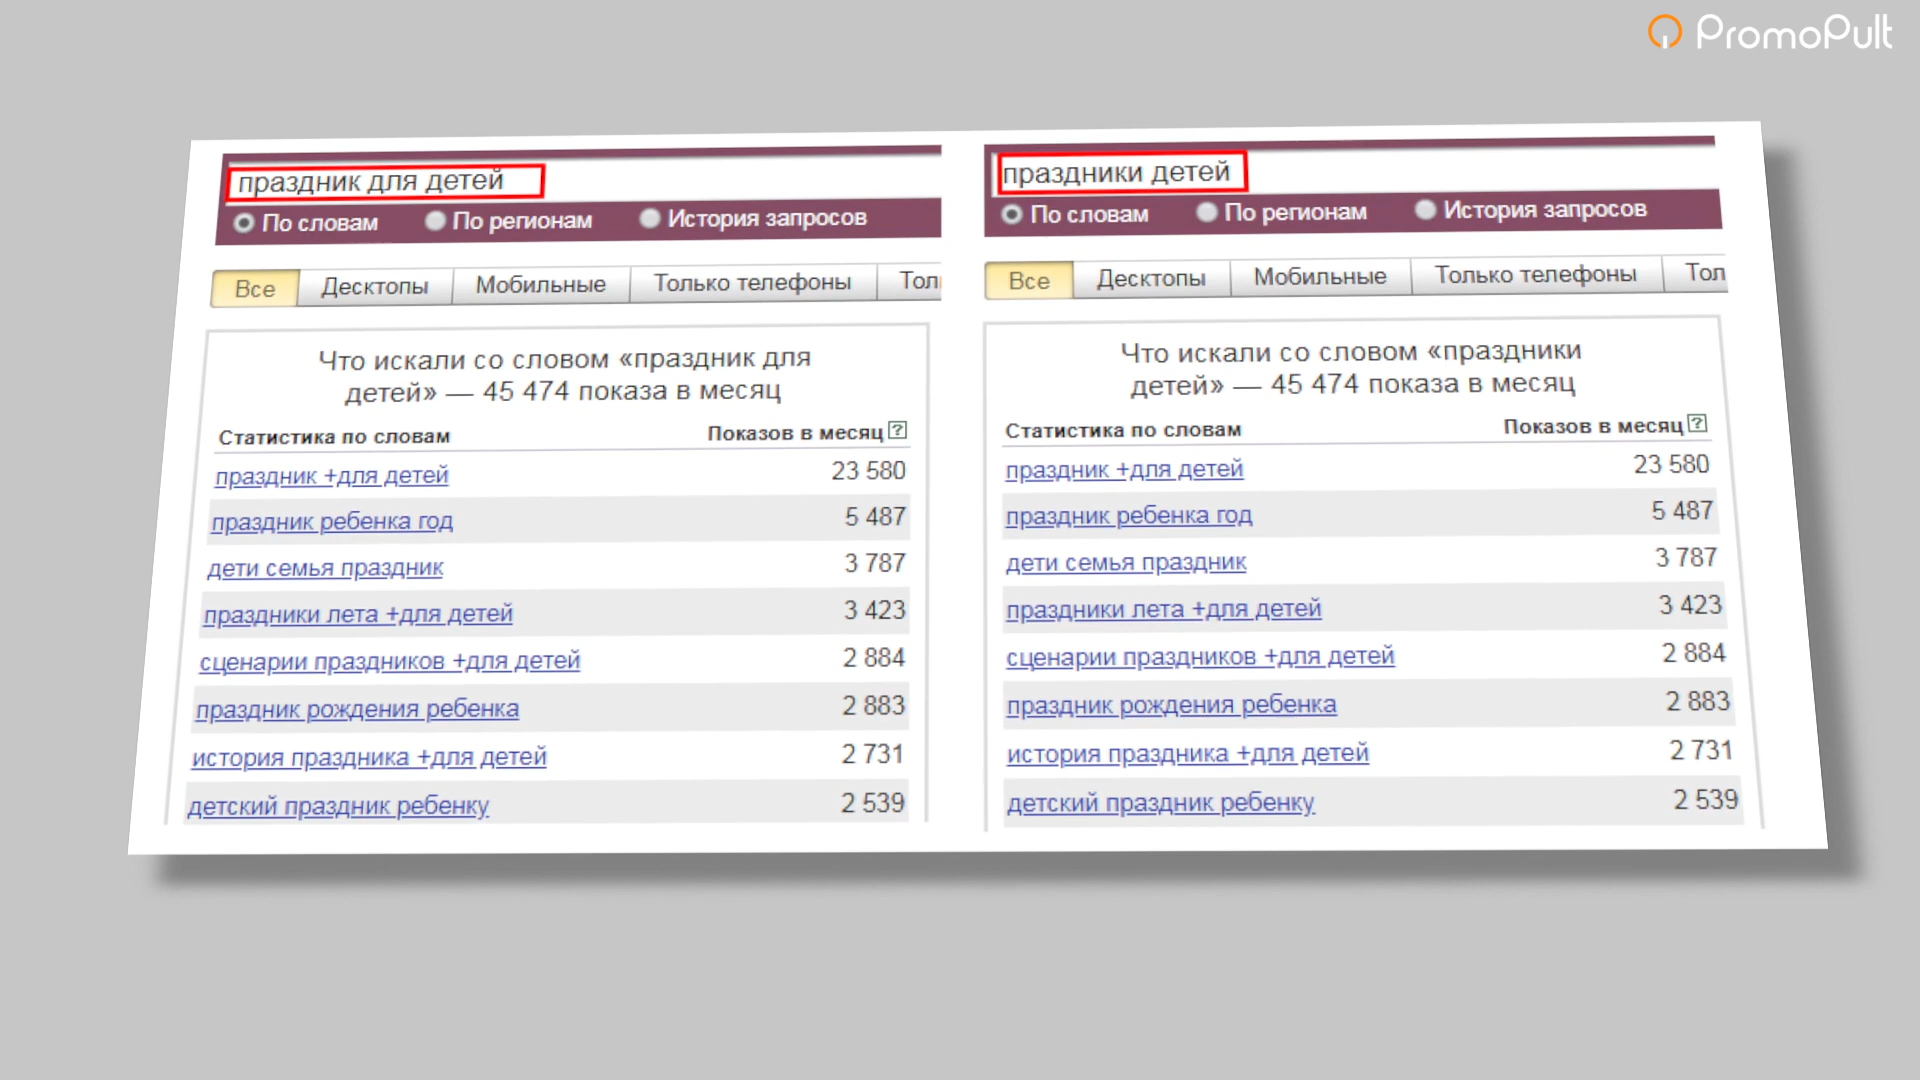 PromoPult
праздник для детей
По словам По регионам История запросов
Все Десктопы Мобильные Только телефоны Тол
Что искали со словом «праздник для
детей» — 45 474 показа в месяц
Статистика по словам Показов в месяц ?
праздник +для детей 23 580
праздник ребенка год 5 487
дети семья праздник 3 787
праздники лета +для детей 3 423
сценарии праздников +для детей 2 884
праздник рождения ребенка 2 883
история праздника +для детей 2 731
детский праздник ребенку 2 539
праздники детей
По словам По регионам История запросов
Все Десктопы Мобильные Только телефоны Тол
Что искали со словом «праздники
детей» — 45 474 показа в месяц
Статистика по словам Показов в месяц ?
праздник +для детей 23 580
праздник ребенка год 5 487
дети семья праздник 3 787
праздники лета +для детей 3 423
сценарии праздников +для детей 2 884
праздник рождения ребенка 2 883
история праздника +для детей 2 731
детский праздник ребенку 2 539